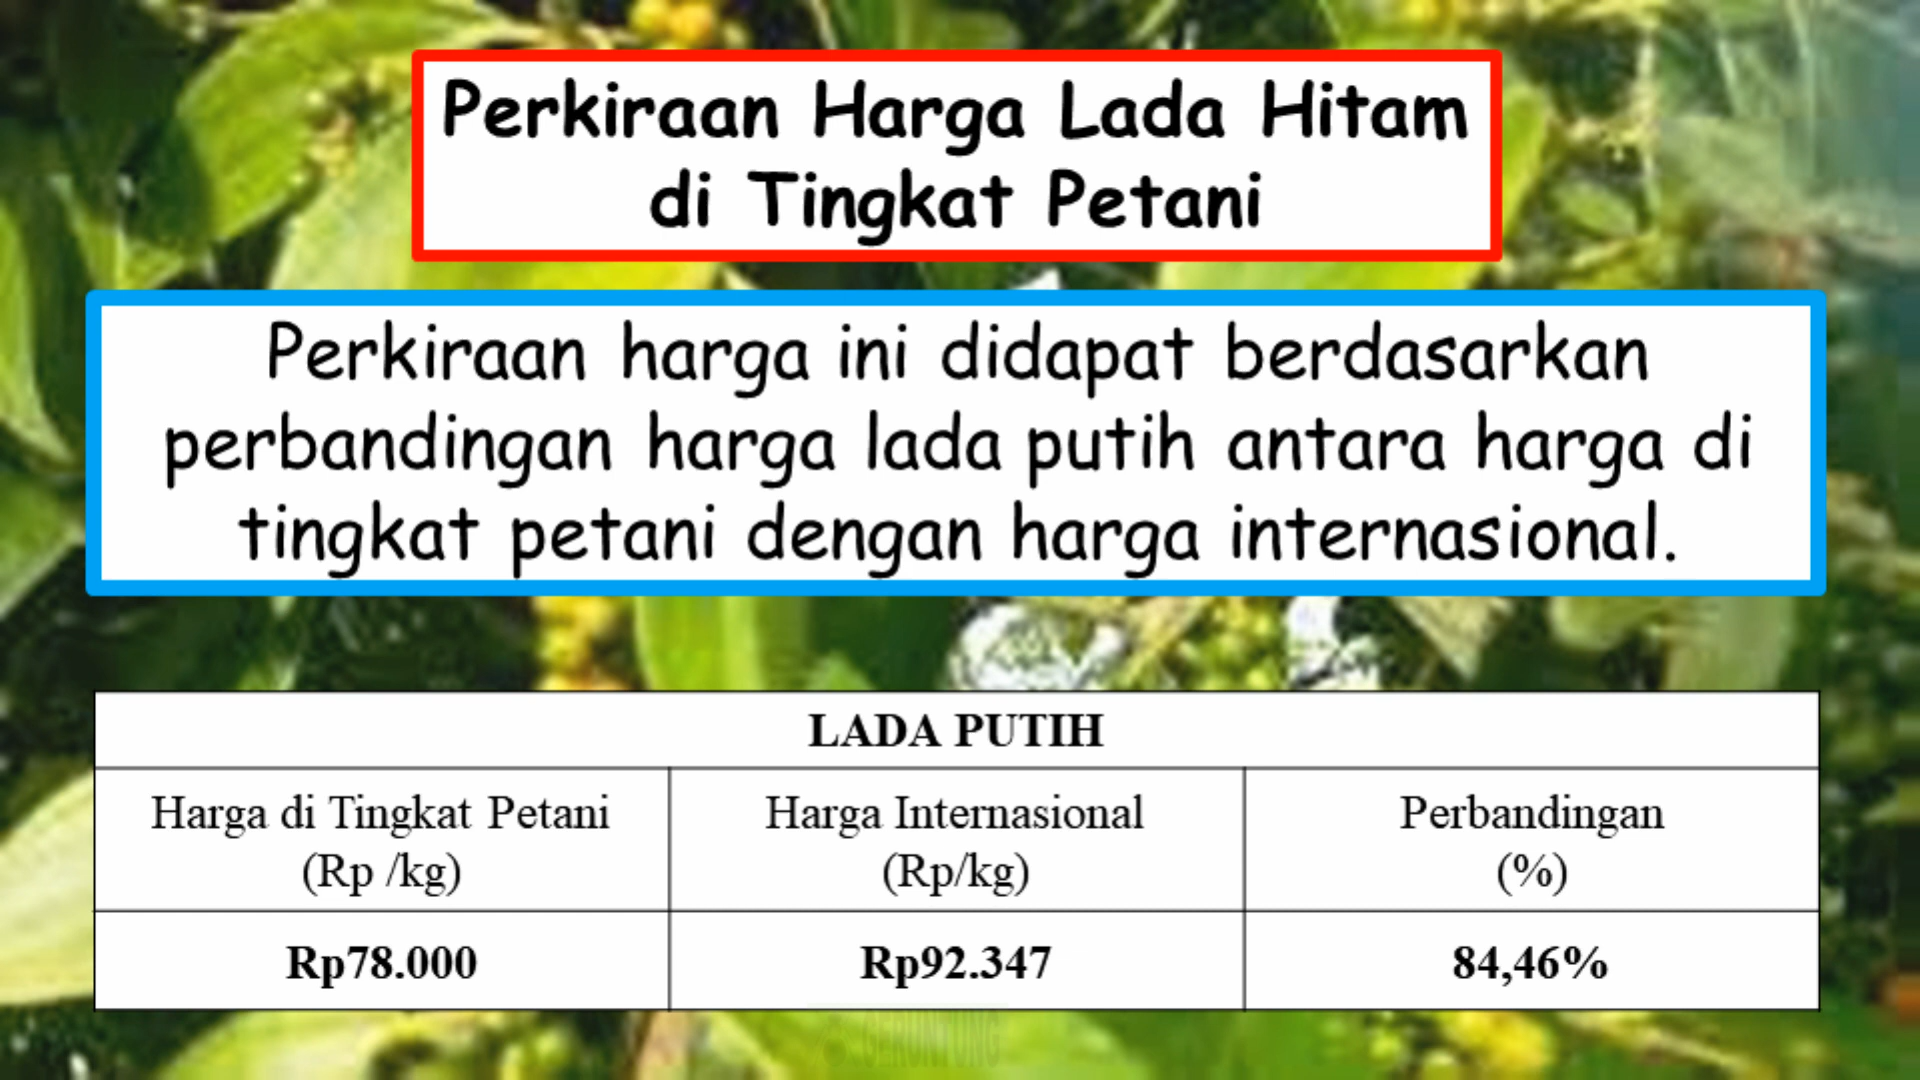 Perkiraan Harga Lada Hitam
di Tingkat Petani
Perkiraan harga ini didapat berdasarkan
perbandingan harga lada putih antara harga di
tingkat petani dengan harga internasional.
LADA PUTIH
Harga di Tingkat Petani
(Rp /kg)
Harga Internasional
(Rp/kg)
Perbandingan
(%)
Rp78.000
Rp92.347
84,46%